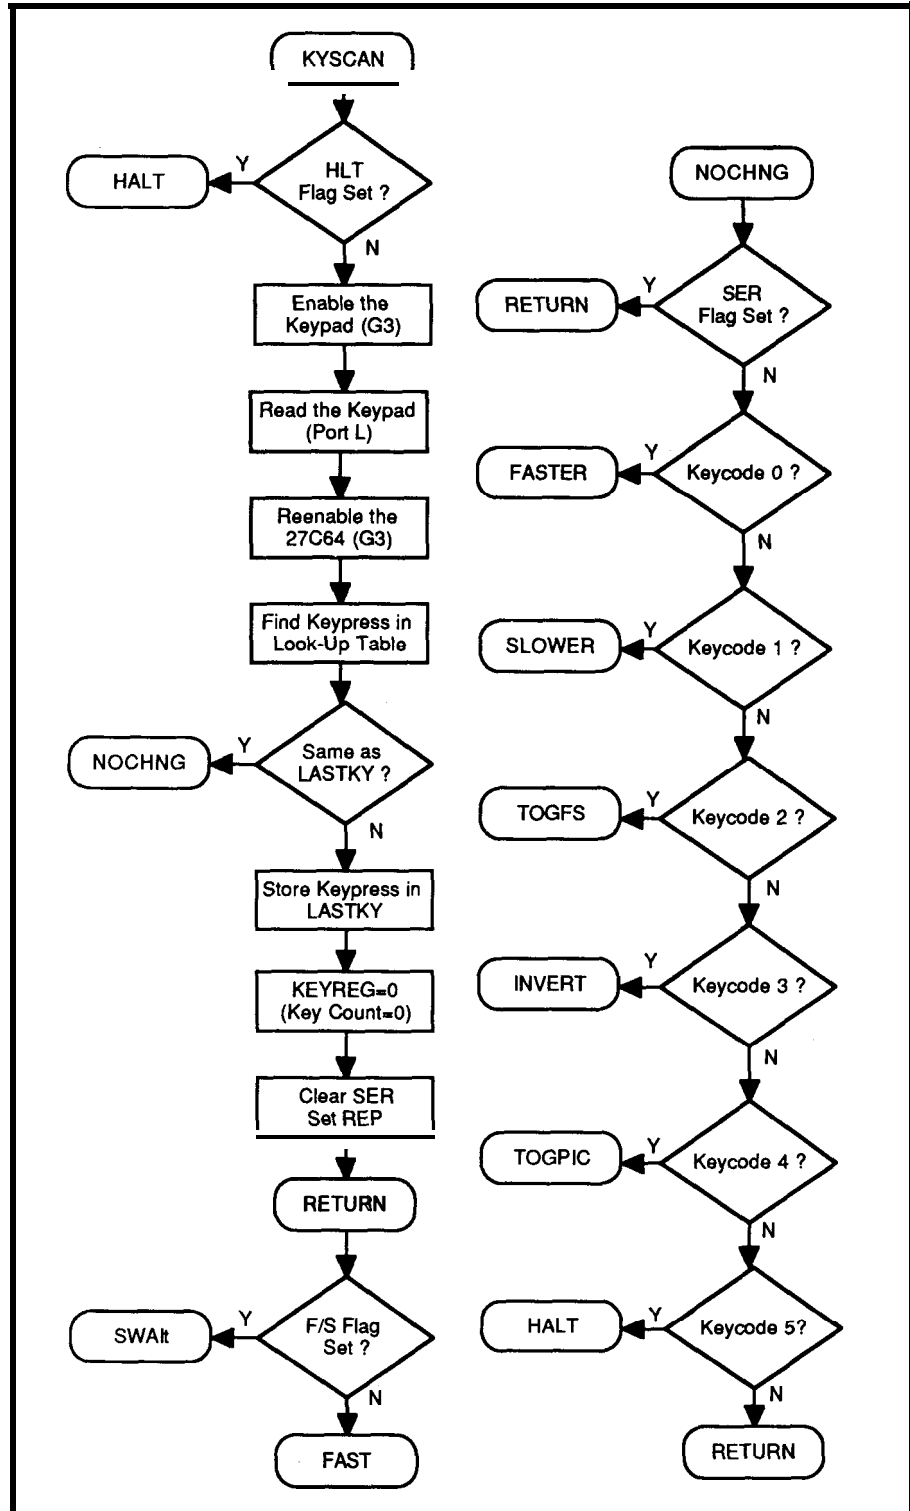 KYSCAN
HLT
Flag Set ?
Y
HALT
N
Enable the
Keypad (G3)
Read the Keypad
(Port L)
Reenable the
27C64 (G3)
Find Keypress in
Look-Up Table
Same as
LASTKY ?
Y
NOCHNG
N
Store Keypress in
LASTKY
KEYREG=0
(Key Count=0)
Clear SER
Set REP
RETURN
F/S Flag
Set ?
Y
SWAIt
N
FAST
NOCHNG
SER
Flag Set ?
Y
RETURN
N
Keycode 0 ?
Y
FASTER
N
Keycode 1 ?
Y
SLOWER
N
Keycode 2 ?
Y
TOGFS
N
Keycode 3 ?
Y
INVERT
N
Keycode 4 ?
Y
TOGPIC
N
Keycode 5?
Y
HALT
N
RETURN